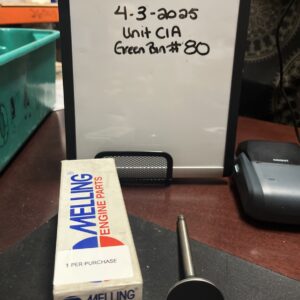 4-3-2025
Unit C1A
Green Bin # 80
MELLING
ENGINE PARTS
1 PER PURCHASE
MELLING